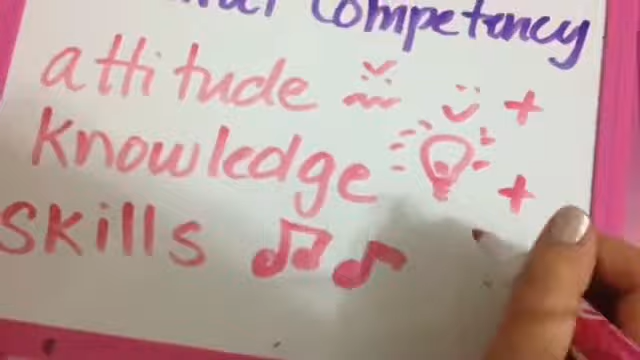 Competency
attitude +
knowledge +
skills